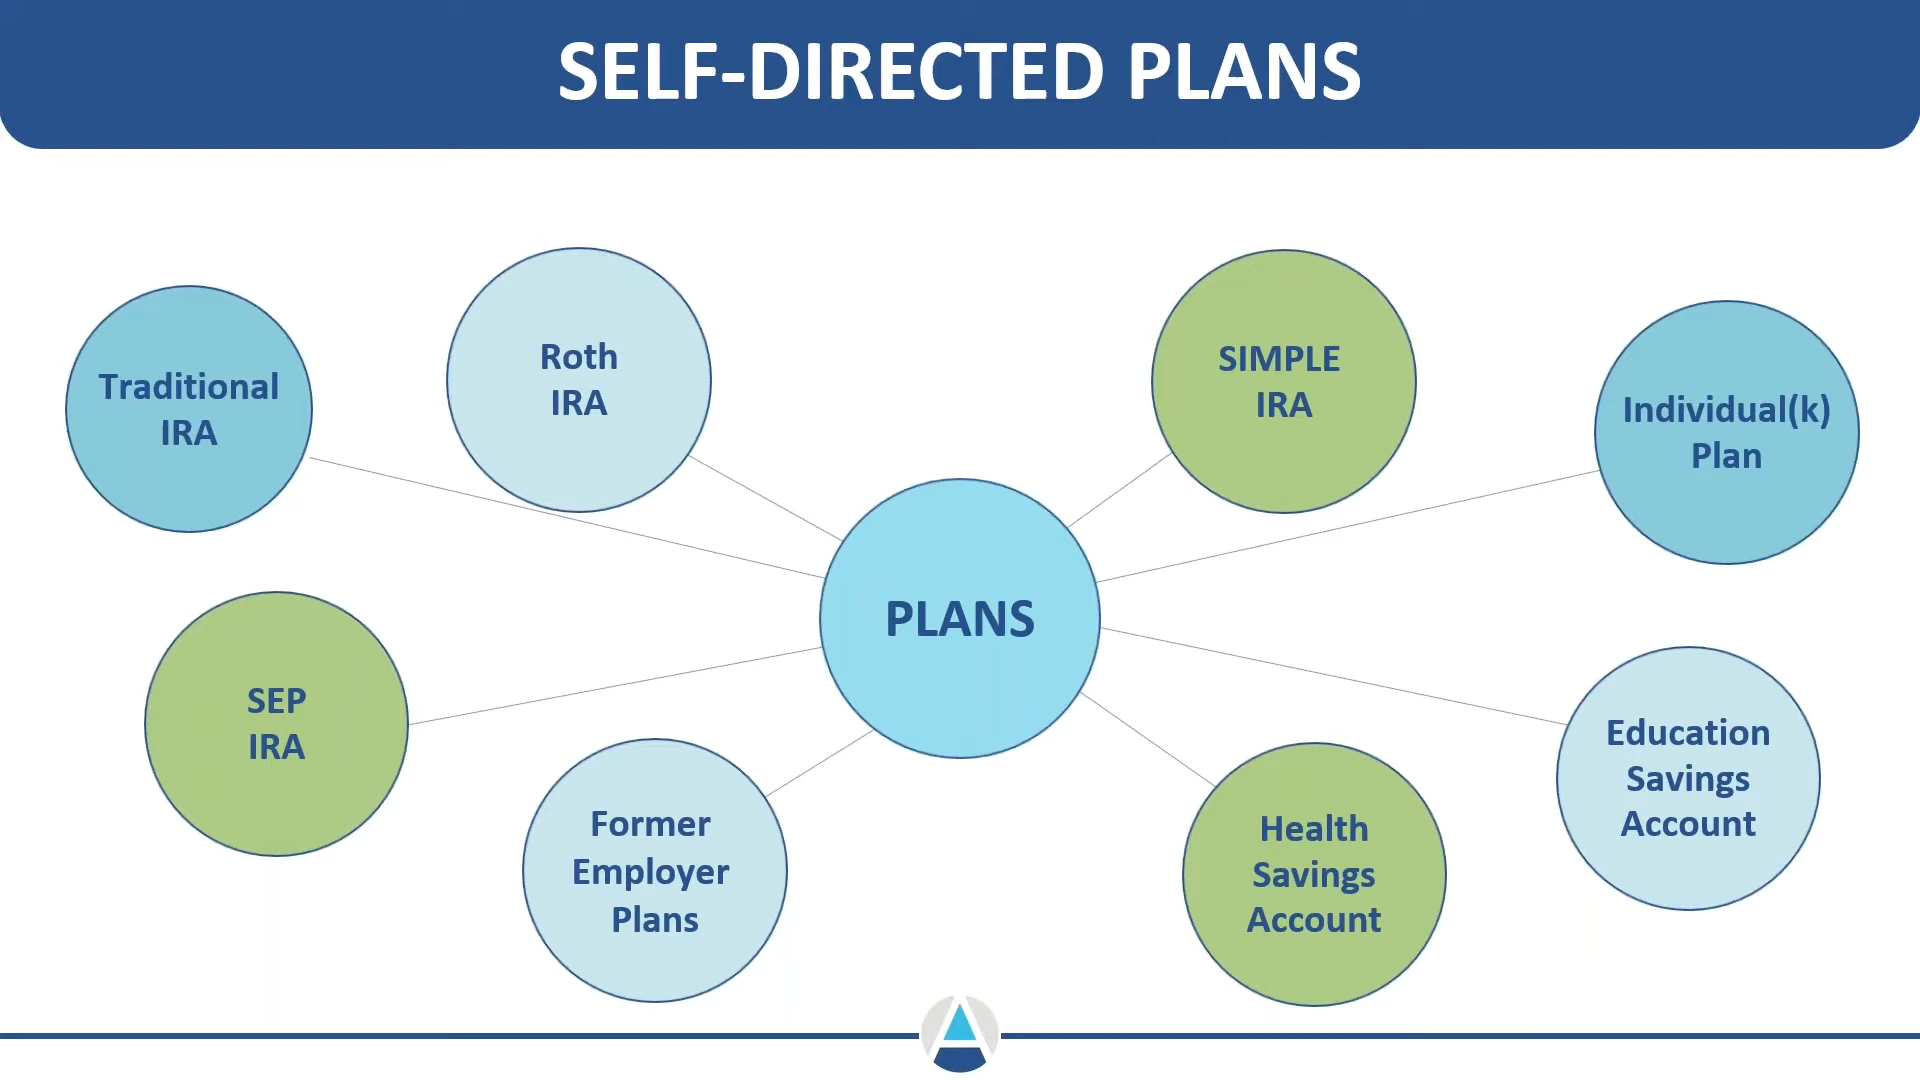 SELF-DIRECTED PLANS
Traditional
IRA
Roth
IRA
SIMPLE
IRA
Individual(k)
Plan
PLANS
SEP
IRA
Former
Employer
Plans
Health
Savings
Account
Education
Savings
Account